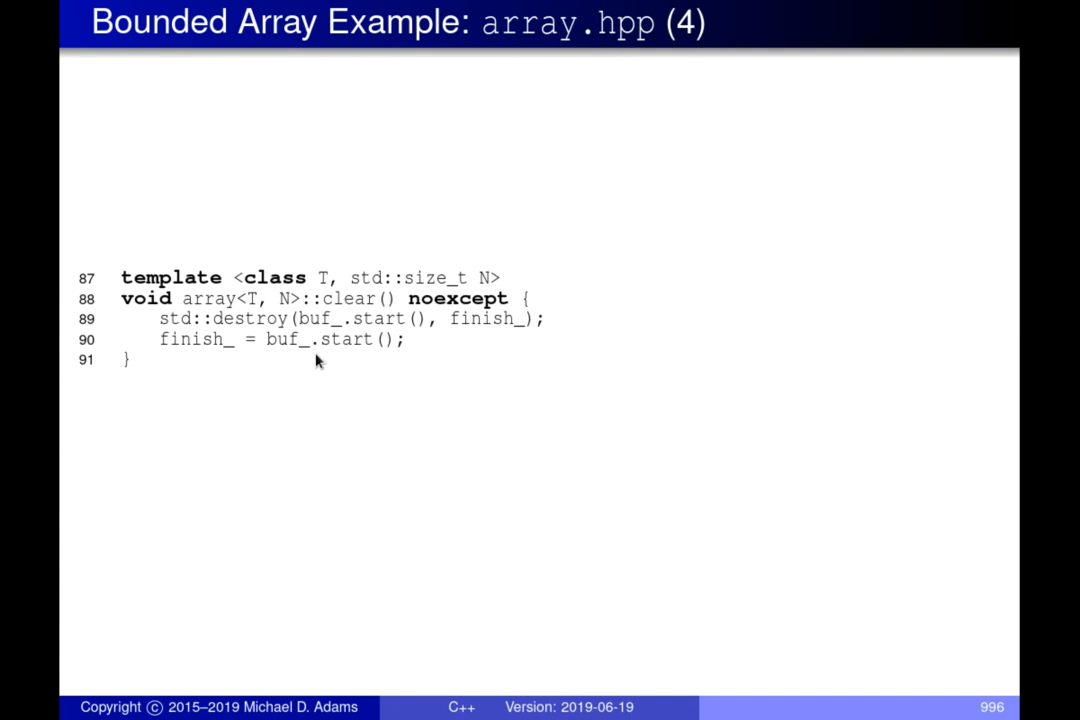 Bounded Array Example: array.hpp (4)
87 template <class T, std::size_t N>
88 void array<T, N>::clear() noexcept {
89 std::destroy(buf_.start(), finish_);
90 finish_ = buf_.start();
91 }
Copyright © 2015–2019 Michael D. Adams C++ Version: 2019-06-19 996